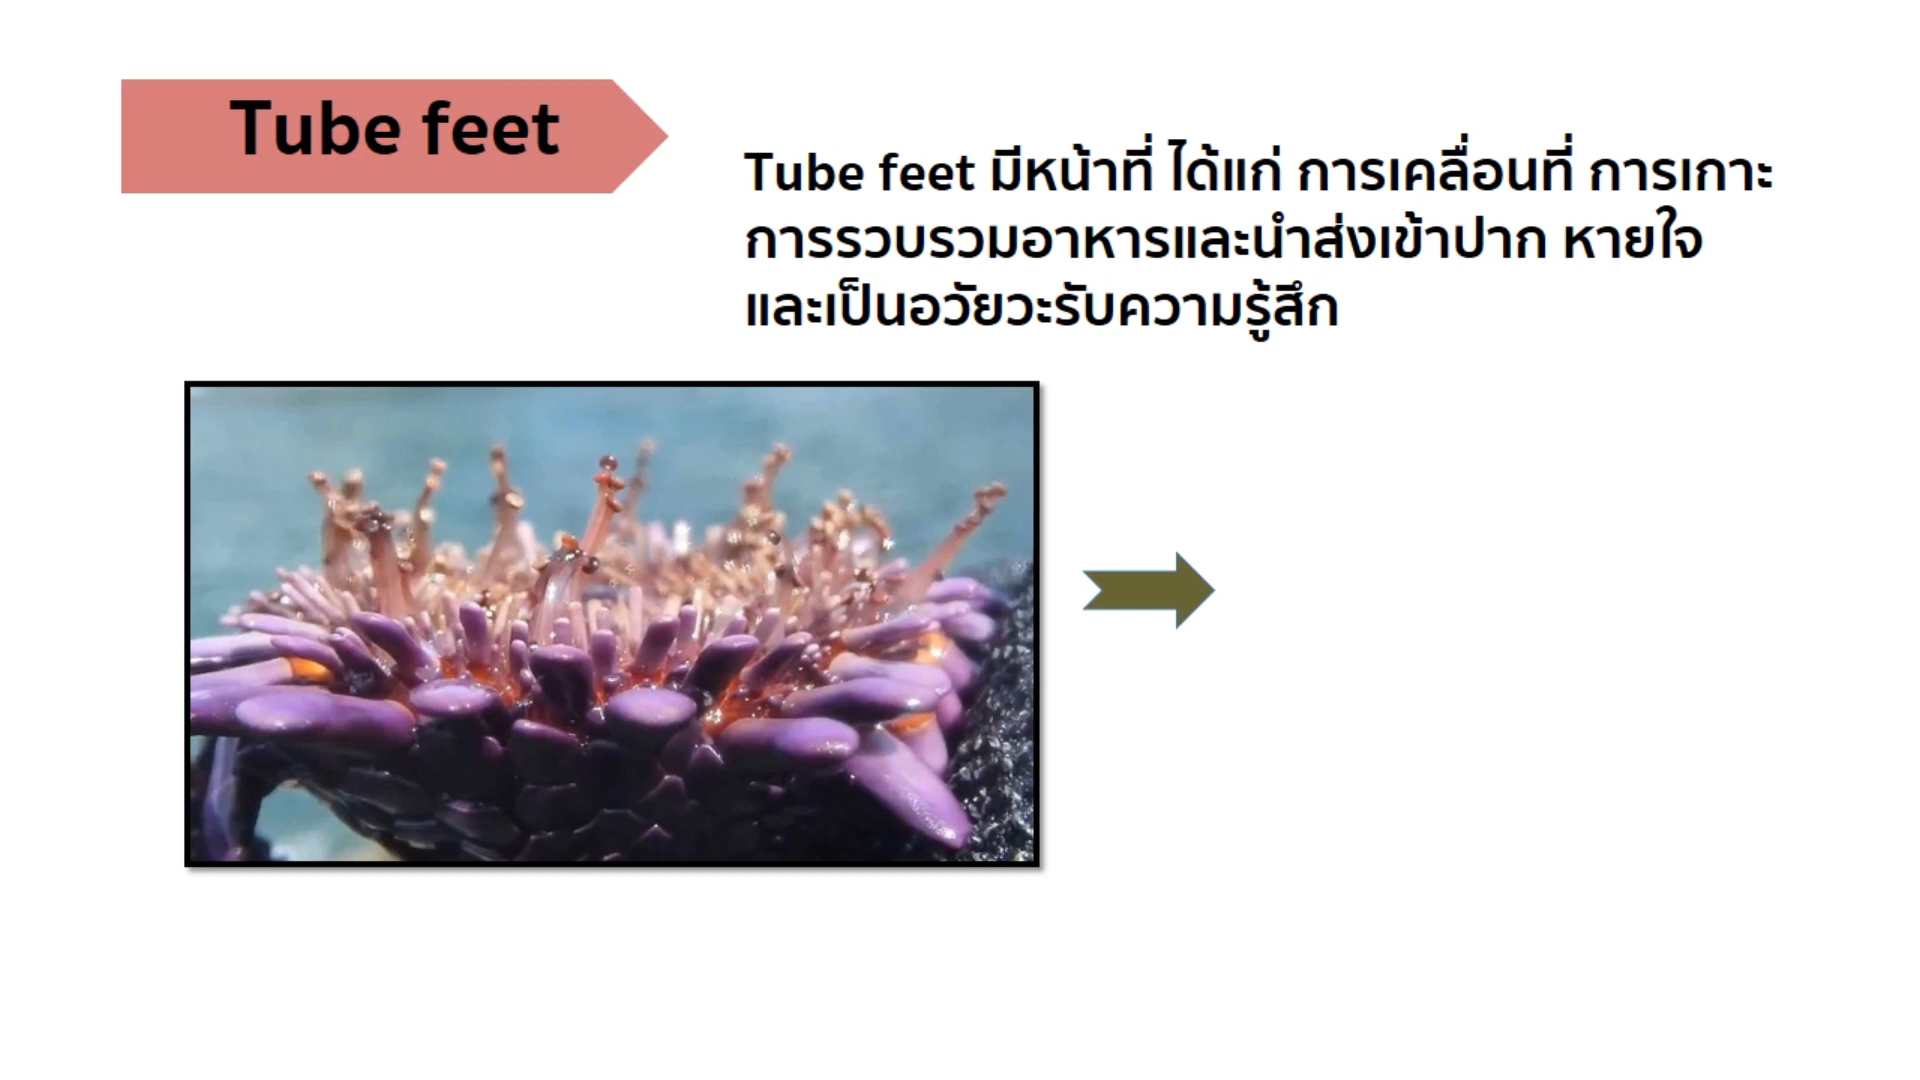 Tube feet
Tube feet มีหน้าที่ ได้แก่ การเคลื่อนที่ การเกาะ
การรวบรวมอาหารและนำส่งเข้าปาก หายใจ
และเป็นอวัยวะรับความรู้สึก